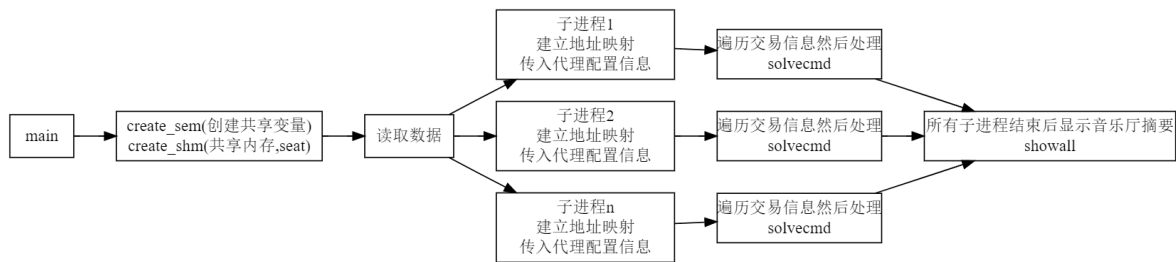 main
create_sem(创建共享变量)
create_shm(共享内存,seat)
读取数据
子进程1
建立地址映射
传入代理配置信息
遍历交易信息然后处理
solvecmd
子进程2
建立地址映射
传入代理配置信息
遍历交易信息然后处理
solvecmd
子进程n
建立地址映射
传入代理配置信息
遍历交易信息然后处理
solvecmd
所有子进程结束后显示音乐厅摘要
showall